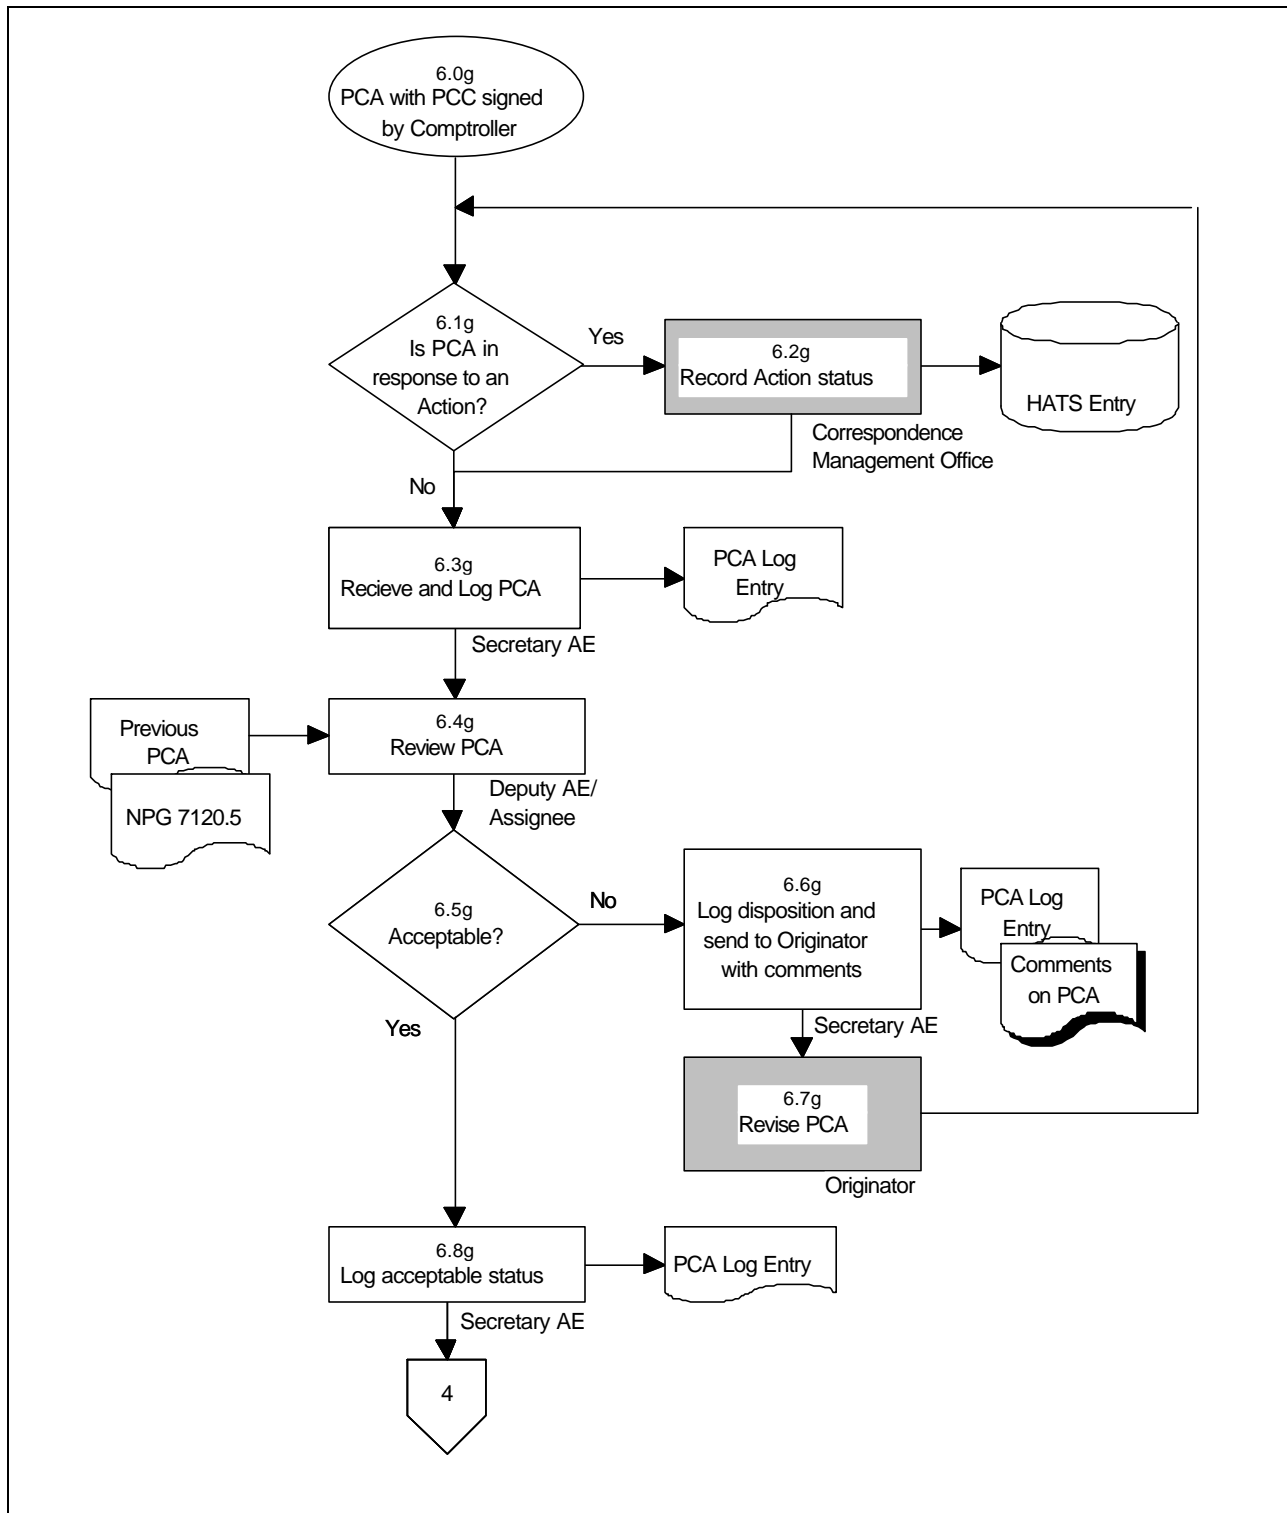 6.0g
PCA with PCC signed
by Comptroller
6.1g
Is PCA in
response to an
Action?
Yes
6.2g
Record Action status
HATS Entry
Correspondence
Management Office
No
6.3g
Recieve and Log PCA
PCA Log
Entry
Secretary AE
Previous
PCA
NPG 7120.5
6.4g
Review PCA
Deputy AE/
Assignee
6.5g
Acceptable?
No
6.6g
Log disposition and
send to Originator
with comments
PCA Log
Entry
Comments
on PCA
Secretary AE
Yes
6.7g
Revise PCA
Originator
6.8g
Log acceptable status
PCA Log Entry
Secretary AE
4